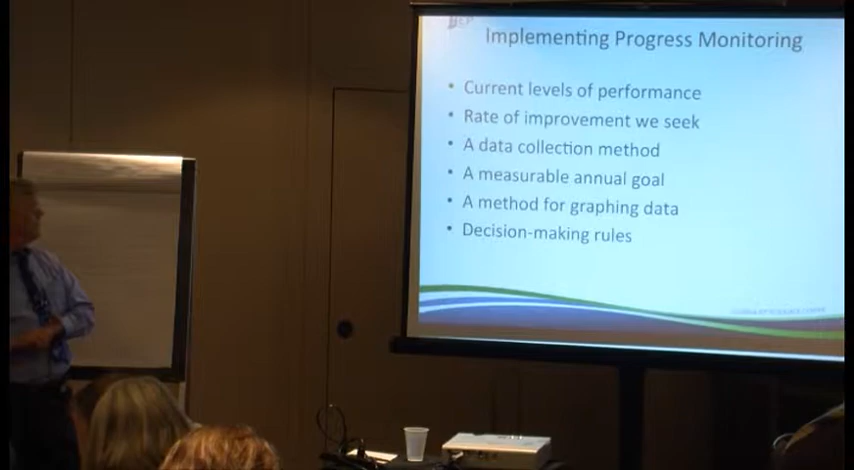 Implementing Progress Monitoring
• Current levels of performance
• Rate of improvement we seek
• A data collection method
• A measurable annual goal
• A method for graphing data
• Decision-making rules